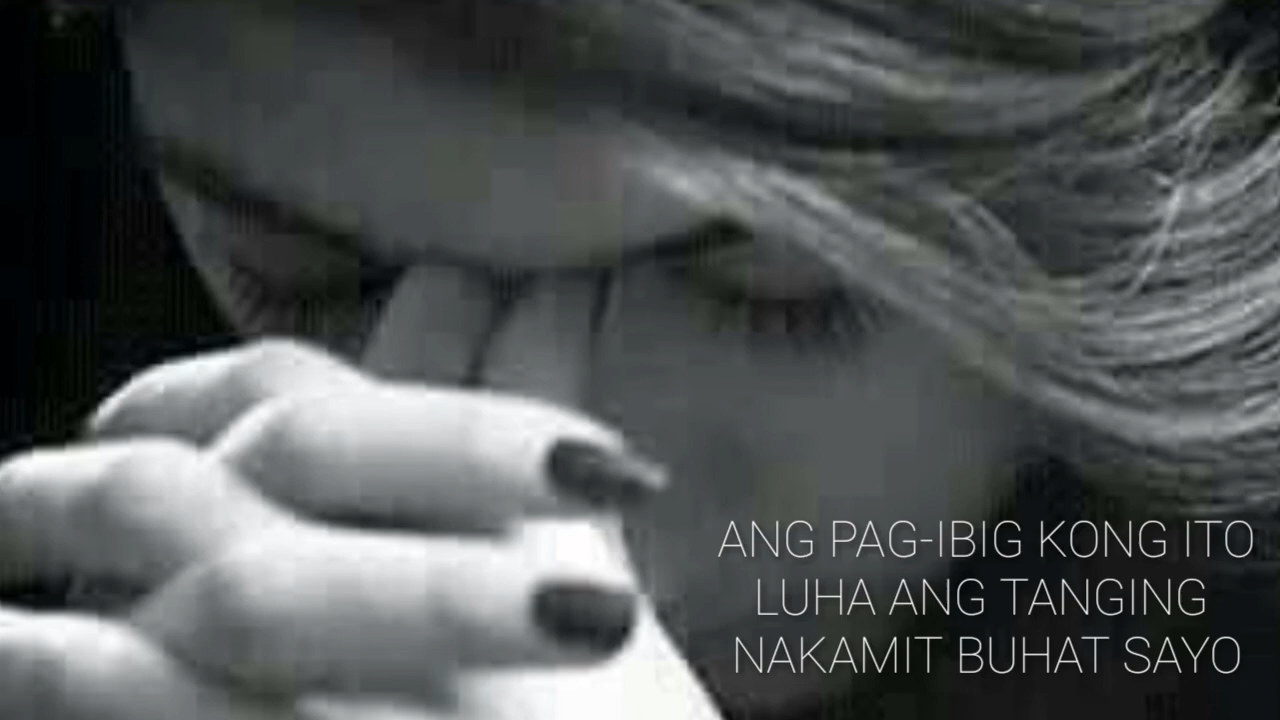 ANG PAG-IBIG KONG ITO
LUHA ANG TANGING
NAKAMIT BUHAT SAYO